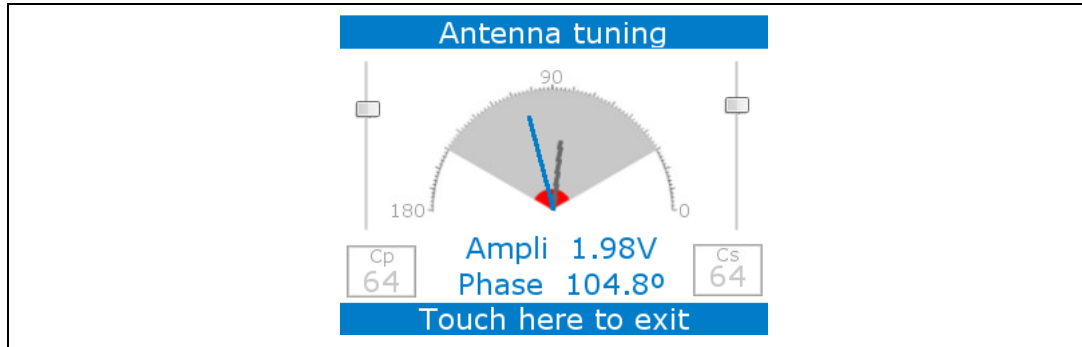 Antenna tuning
90
180
0
Cp
64
Ampli 1.98V
Phase 104.8º
Cs
64
Touch here to exit